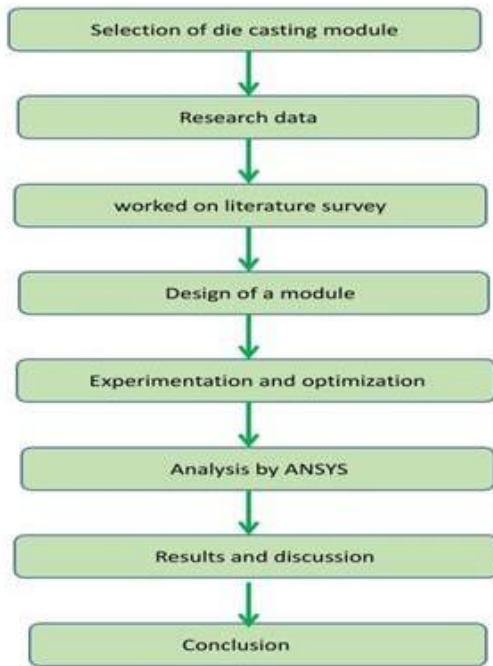 Selection of die casting module
Research data
worked on literature survey
Design of a module
Experimentation and optimization
Analysis by ANSYS
Results and discussion
Conclusion